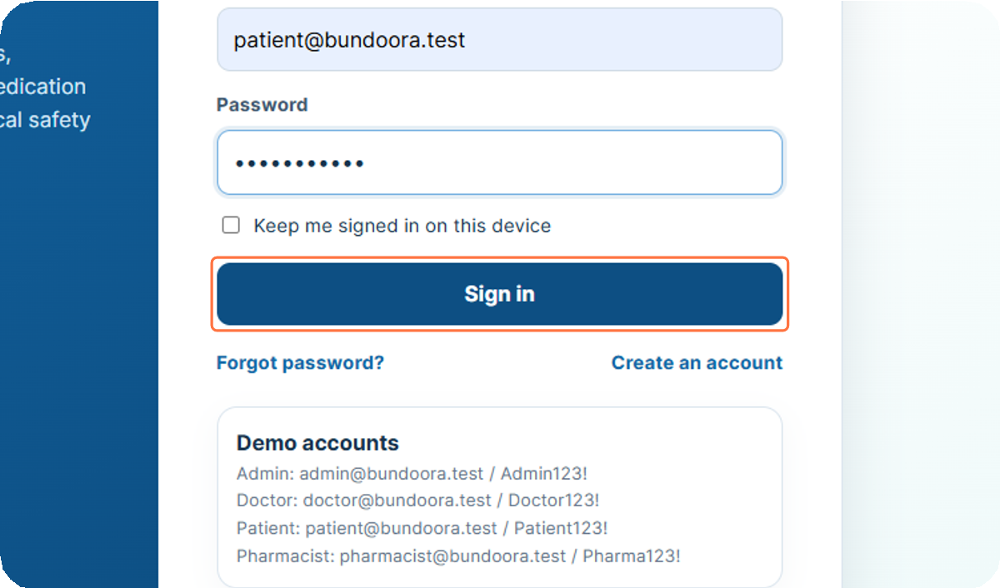 s,
edication
cal safety
patient@bundoora.test
Password
•••••••••••
Keep me signed in on this device
Sign in
Forgot password?
Create an account
Demo accounts
Admin: admin@bundoora.test / Admin123!
Doctor: doctor@bundoora.test / Doctor123!
Patient: patient@bundoora.test / Patient123!
Pharmacist: pharmacist@bundoora.test / Pharma123!